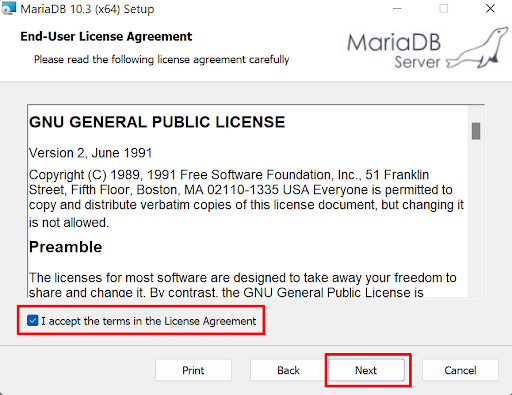 MariaDB 10.3 (x64) Setup
End-User License Agreement
Please read the following license agreement carefully
MariaDB
Server
GNU GENERAL PUBLIC LICENSE
Version 2, June 1991
Copyright (C) 1989, 1991 Free Software Foundation, Inc., 51 Franklin
Street, Fifth Floor, Boston, MA 02110-1335 USA Everyone is permitted to
copy and distribute verbatim copies of this license document, but changing it
is not allowed.
Preamble
The licenses for most software are designed to take away your freedom to
share and change it. By contrast, the GNU General Public License is
I accept the terms in the License Agreement
Print
Back
Next
Cancel